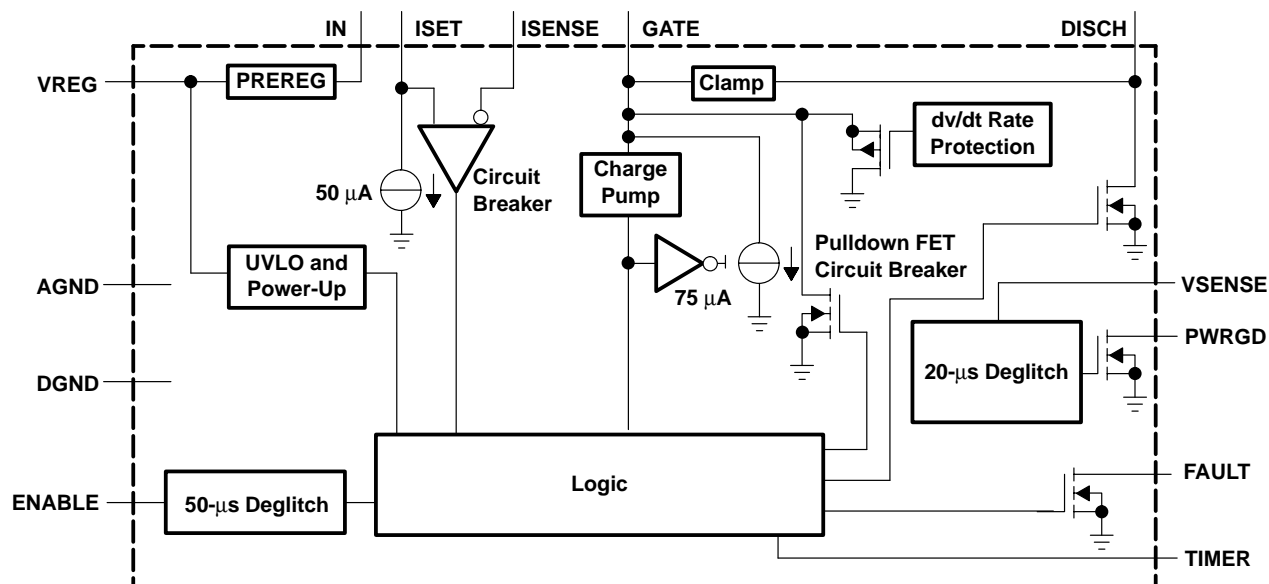 IN
ISET
ISENSE
GATE
DISCH
VREG
PREREG
Clamp
dv/dt Rate
Protection
Charge
Pump
Circuit
Breaker
50 μA
UVLO and
Power-Up
Pulldown FET
Circuit Breaker
75 μA
AGND
VSENSE
PWRGD
20-μs Deglitch
DGND
Logic
FAULT
ENABLE
50-μs Deglitch
TIMER